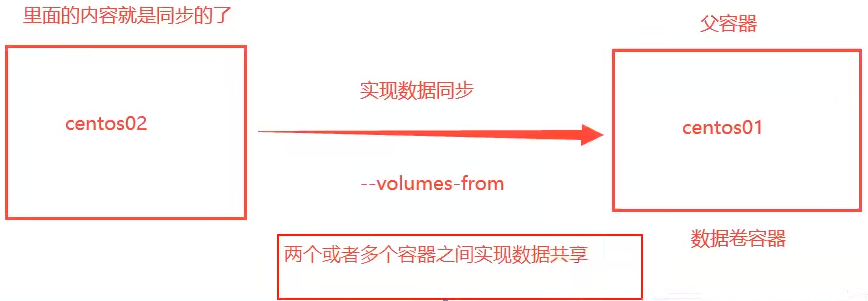 里面的内容就是同步的了
父容器
实现数据同步
centos02
centos01
--volumes-from
数据卷容器
两个或者多个容器之间实现数据共享